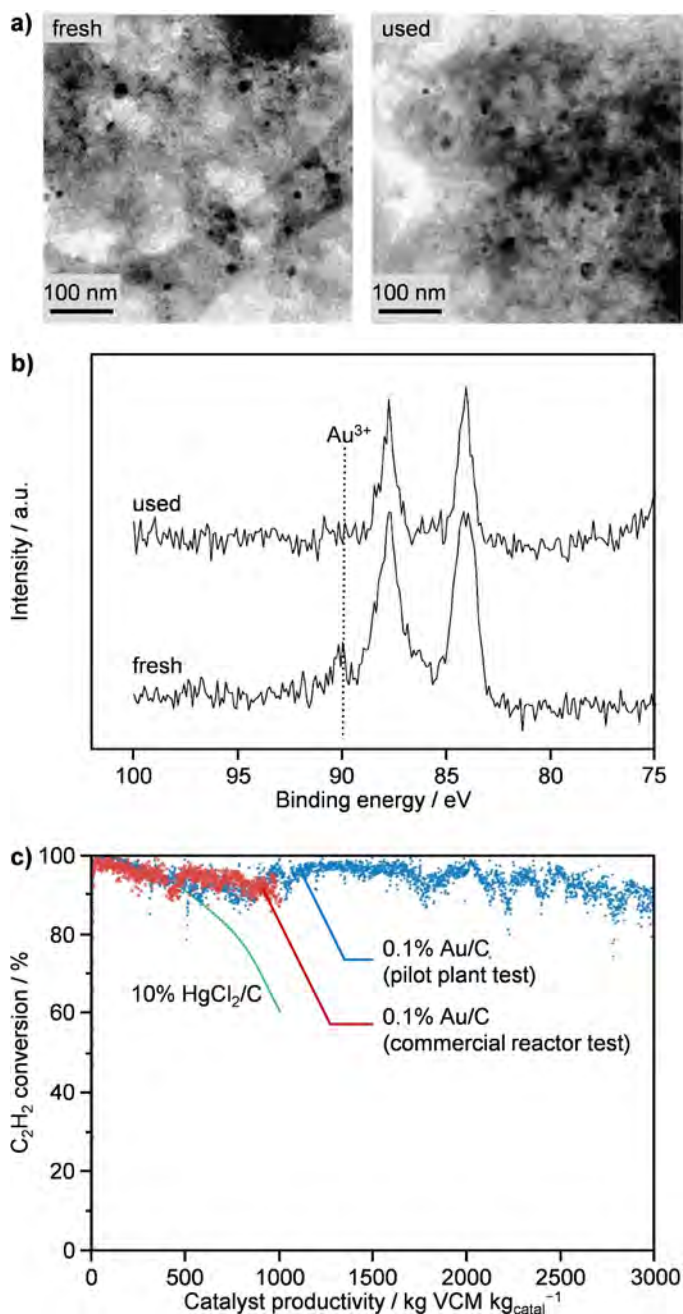 a)
fresh
used
100 nm
100 nm
b)
Intensity / a.u.
Au³⁺
used
fresh
100
95
90
85
80
75
Binding energy / eV
c)
C₂H₂ conversion / %
100
80
60
40
20
0
10% HgCl₂/C
0.1% Au/C
(pilot plant test)
0.1% Au/C
(commercial reactor test)
0
500
1000
1500
2000
2500
3000
Catalyst productivity / kg VCM kg_catal⁻¹